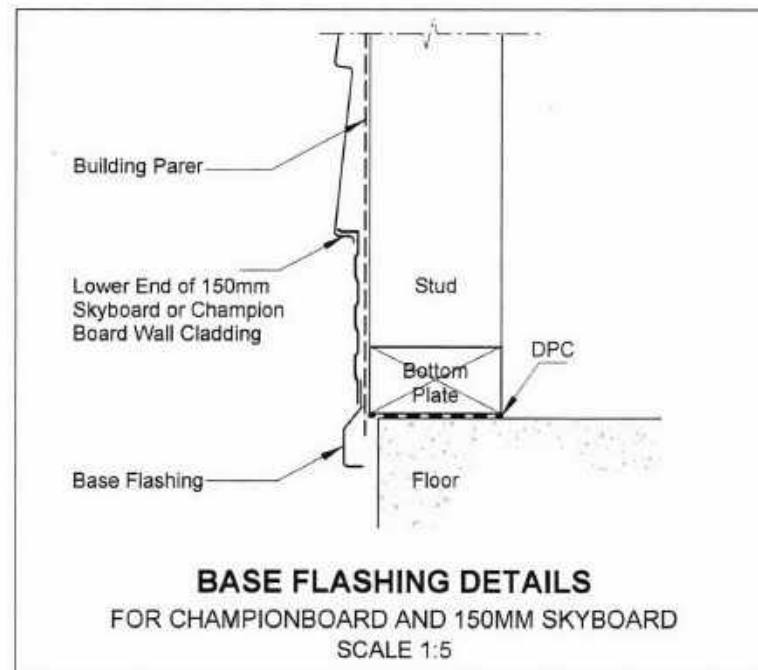 Building Parer
Lower End of 150mm
Skyboard or Champion
Board Wall Cladding
Stud
DPC
Bottom
Plate
Base Flashing
Floor
BASE FLASHING DETAILS
FOR CHAMPIONBOARD AND 150MM SKYBOARD
SCALE 1:5